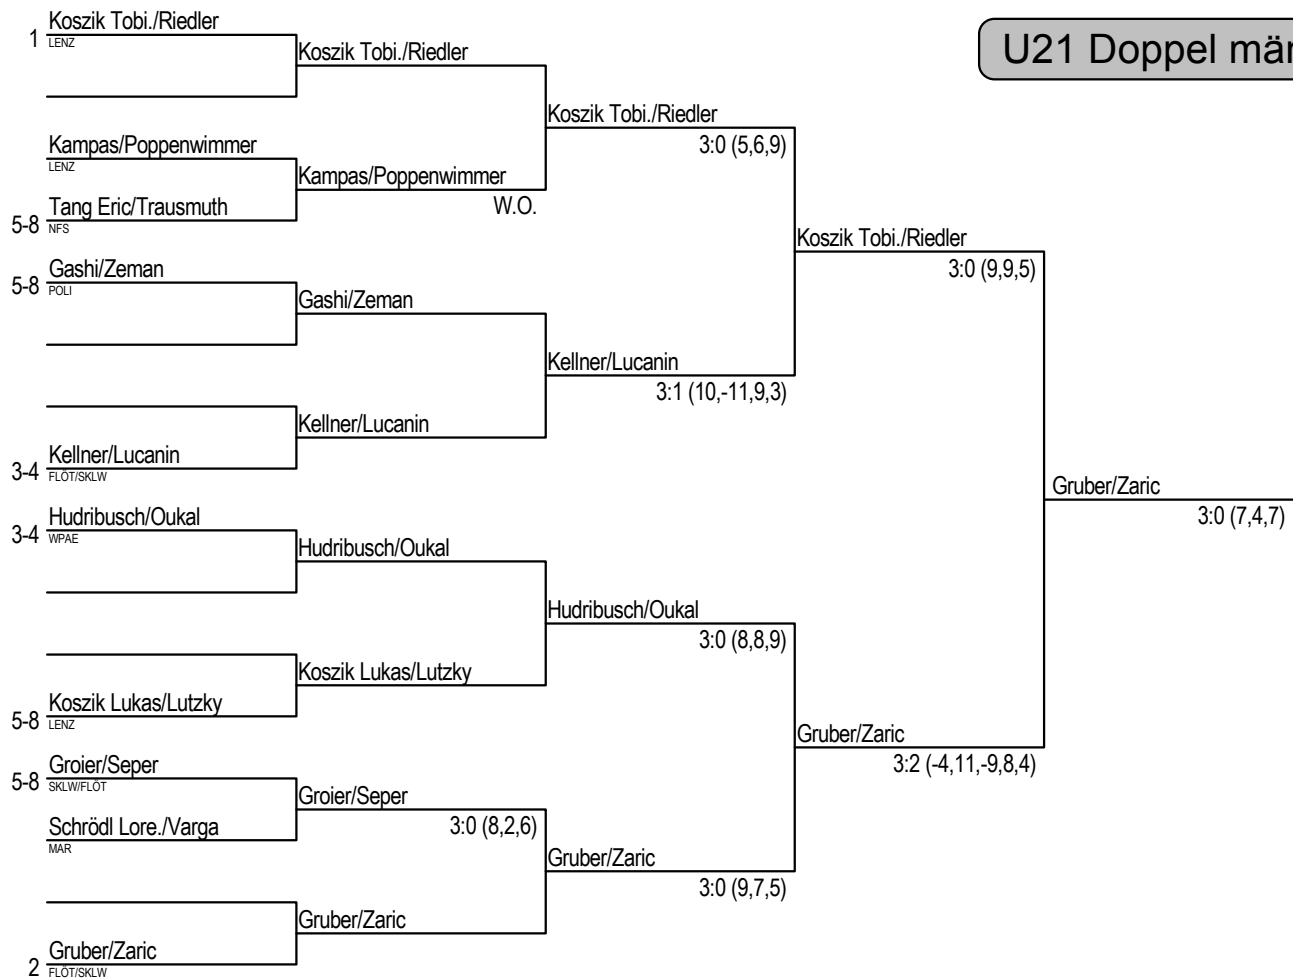 U21 Doppel män
1 Koszik Tobi./Riedler
LENZ
Koszik Tobi./Riedler
Koszik Tobi./Riedler
3:0 (5,6,9)
Kampas/Poppenwimmer
LENZ
Kampas/Poppenwimmer
W.O.
5-8 Tang Eric/Trausmuth
NFS
Koszik Tobi./Riedler
3:0 (9,9,5)
5-8 Gashi/Zeman
POLI
Gashi/Zeman
Kellner/Lucanin
3:1 (10,-11,9,3)
Kellner/Lucanin
3-4 Kellner/Lucanin
FLÖT/SKLW
Gruber/Zaric
3:0 (7,4,7)
3-4 Hudribusch/Oukal
WPAE
Hudribusch/Oukal
Hudribusch/Oukal
3:0 (8,8,9)
Koszik Lukas/Lutzky
5-8 Koszik Lukas/Lutzky
LENZ
Gruber/Zaric
3:2 (-4,11,-9,8,4)
5-8 Groier/Seper
SKLW/FLÖT
Groier/Seper
3:0 (8,2,6)
Schrödl Lore./Varga
MAR
Gruber/Zaric
3:0 (9,7,5)
Gruber/Zaric
2 Gruber/Zaric
FLÖT/SKLW